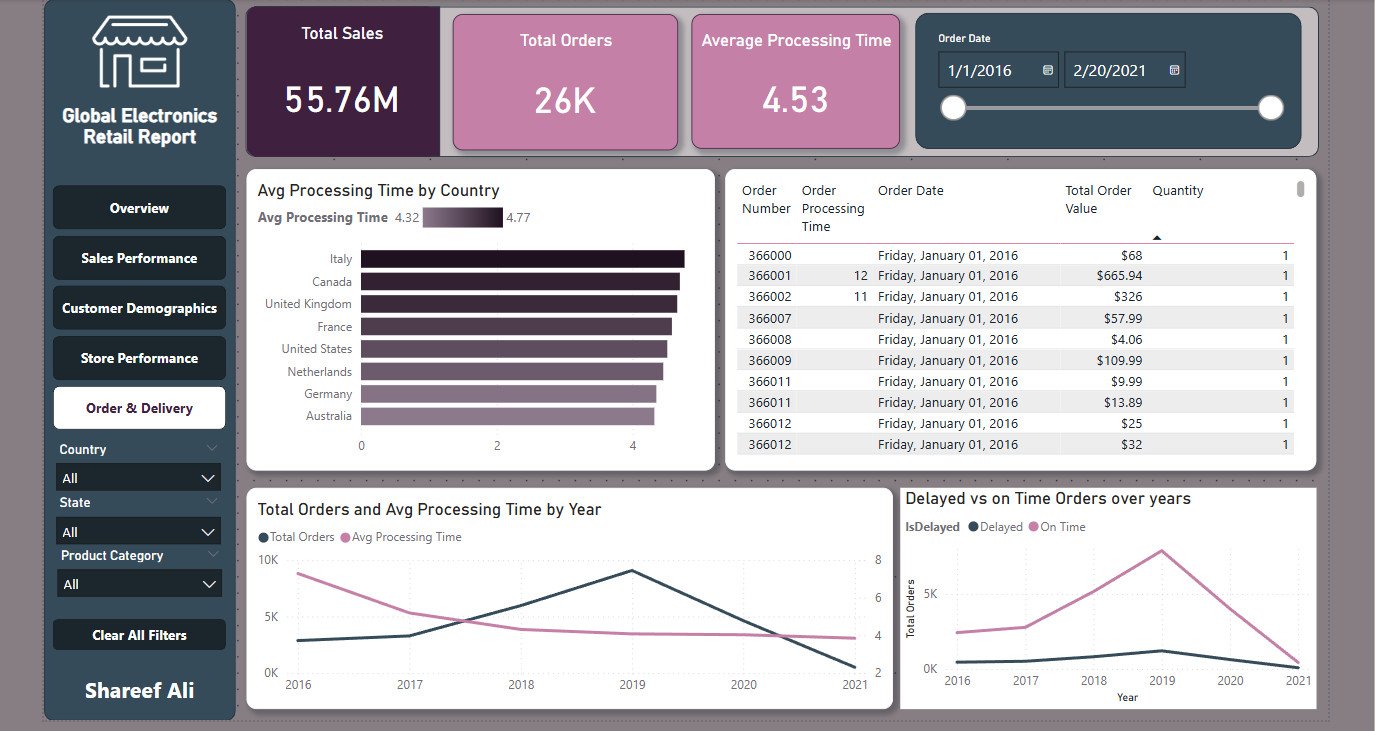 Global Electronics
Retail Report
Overview
Sales Performance
Customer Demographics
Store Performance
Order & Delivery
Country
All
State
All
Product Category
All
Clear All Filters
Shareef Ali
Total Sales
55.76M
Total Orders
26K
Average Processing Time
4.53
Order Date
1/1/2016
2/20/2021
Avg Processing Time by Country
Avg Processing Time 4.32 4.77
Italy
Canada
United Kingdom
France
United States
Netherlands
Germany
Australia
0 2 4
Order Number Order Processing Time Order Date Total Order Value Quantity
366000 Friday, January 01, 2016 $68 1
366001 12 Friday, January 01, 2016 $665.94 1
366002 11 Friday, January 01, 2016 $326 1
366007 Friday, January 01, 2016 $57.99 1
366008 Friday, January 01, 2016 $4.06 1
366009 Friday, January 01, 2016 $109.99 1
366011 Friday, January 01, 2016 $9.99 1
366011 Friday, January 01, 2016 $13.89 1
366012 Friday, January 01, 2016 $25 1
366012 Friday, January 01, 2016 $32 1
Total Orders and Avg Processing Time by Year
Total Orders Avg Processing Time
10K 8
6
5K
4
0K 2
2016 2017 2018 2019 2020 2021
Delayed vs on Time Orders over years
IsDelayed Delayed On Time
Total Orders
5K
0K
2016 2017 2018 2019 2020 2021
Year